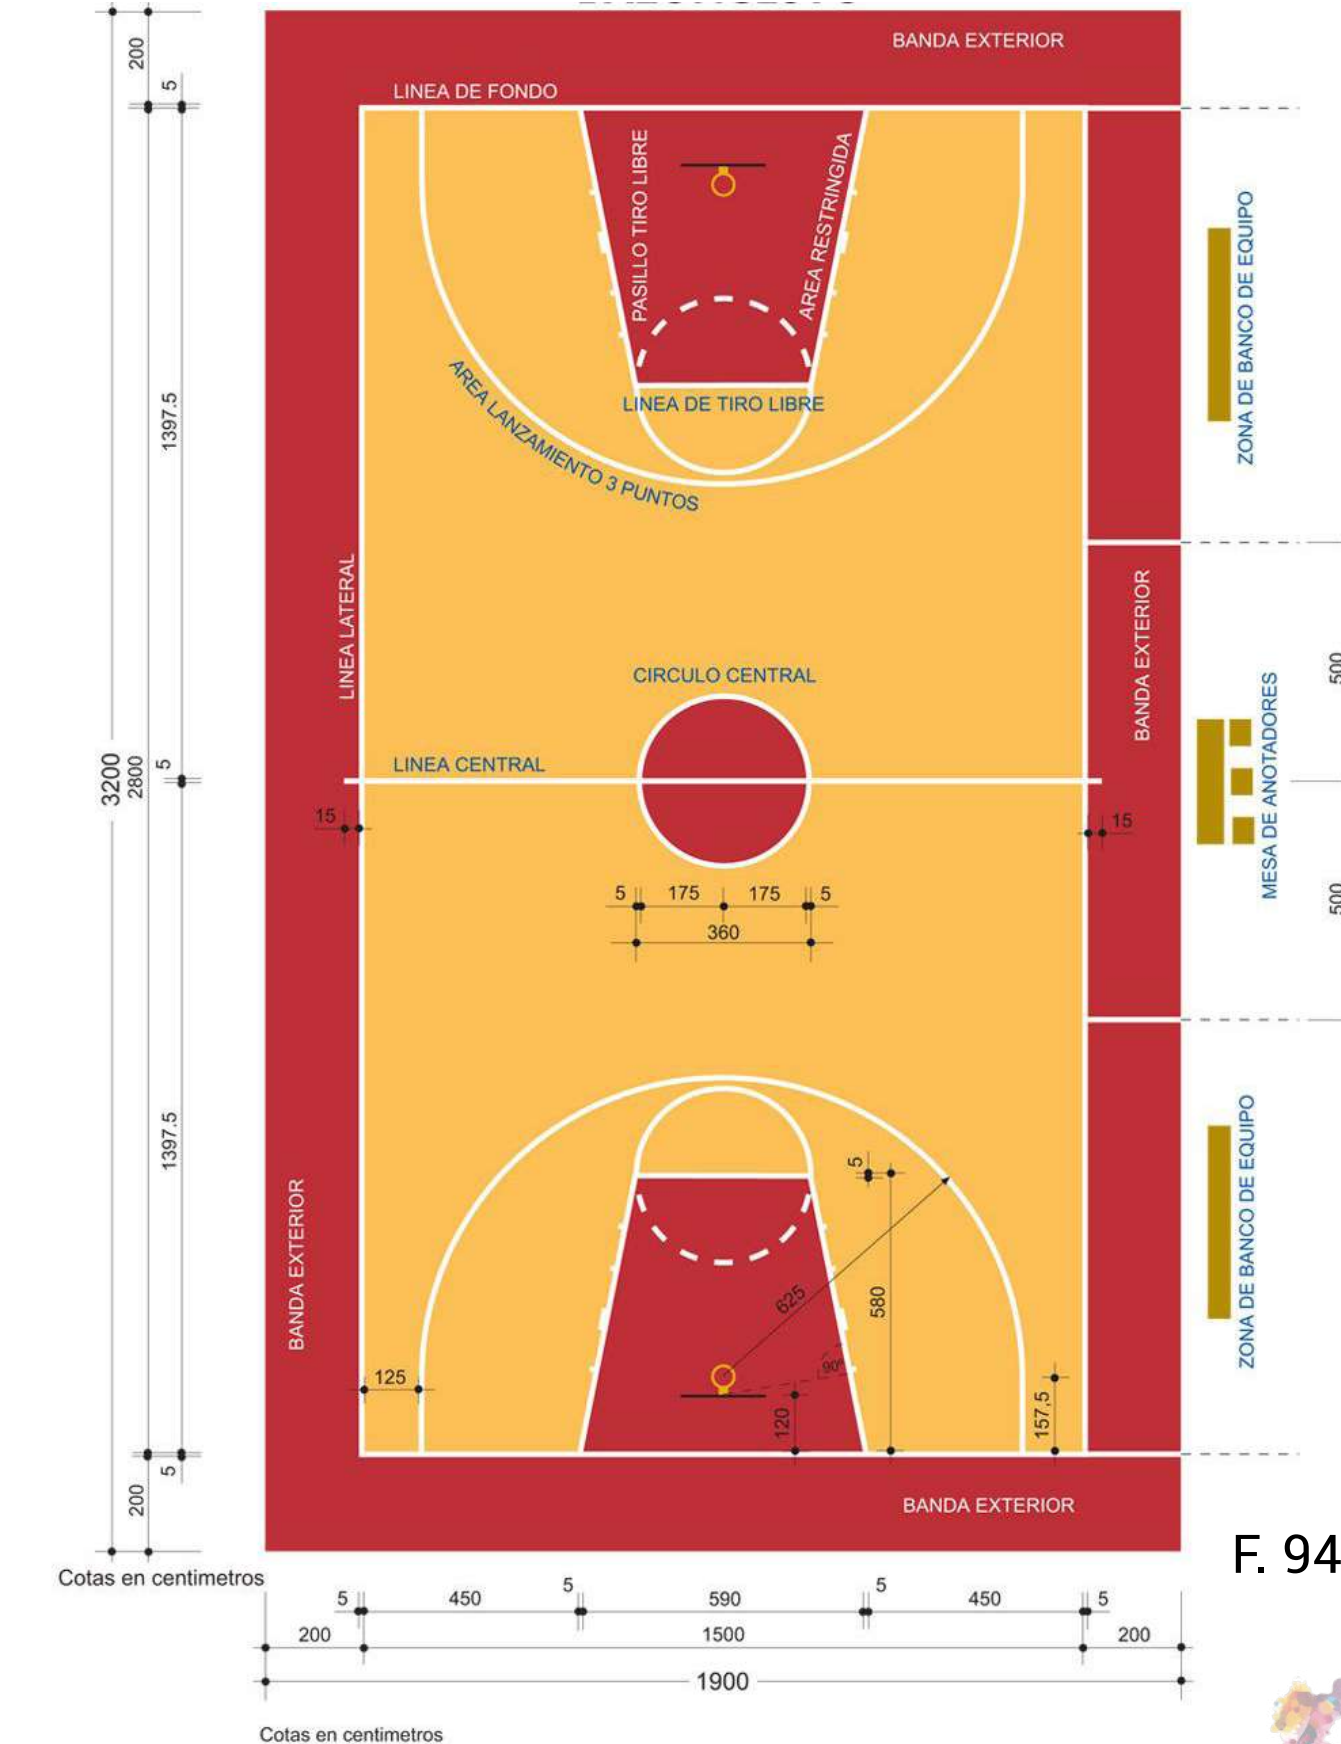 BANDA EXTERIOR
LINEA DE FONDO
200
5
PASILLO TIRO LIBRE
AREA RESTRINGIDA
ZONA DE BANCO DE EQUIPO
LINEA DE TIRO LIBRE
AREA LANZAMIENTO 3 PUNTOS
1397.5
LINEA LATERAL
BANDA EXTERIOR
CIRCULO CENTRAL
500
MESA DE ANOTADORES
LINEA CENTRAL
3200
2800
5
15
15
5
175
175
5
360
500
1397.5
BANDA EXTERIOR
ZONA DE BANCO DE EQUIPO
5
625
580
90º
125
120
157,5
5
200
BANDA EXTERIOR
F. 94
Cotas en centimetros
5
450
5
590
5
450
5
200
1500
200
1900
Cotas en centimetros